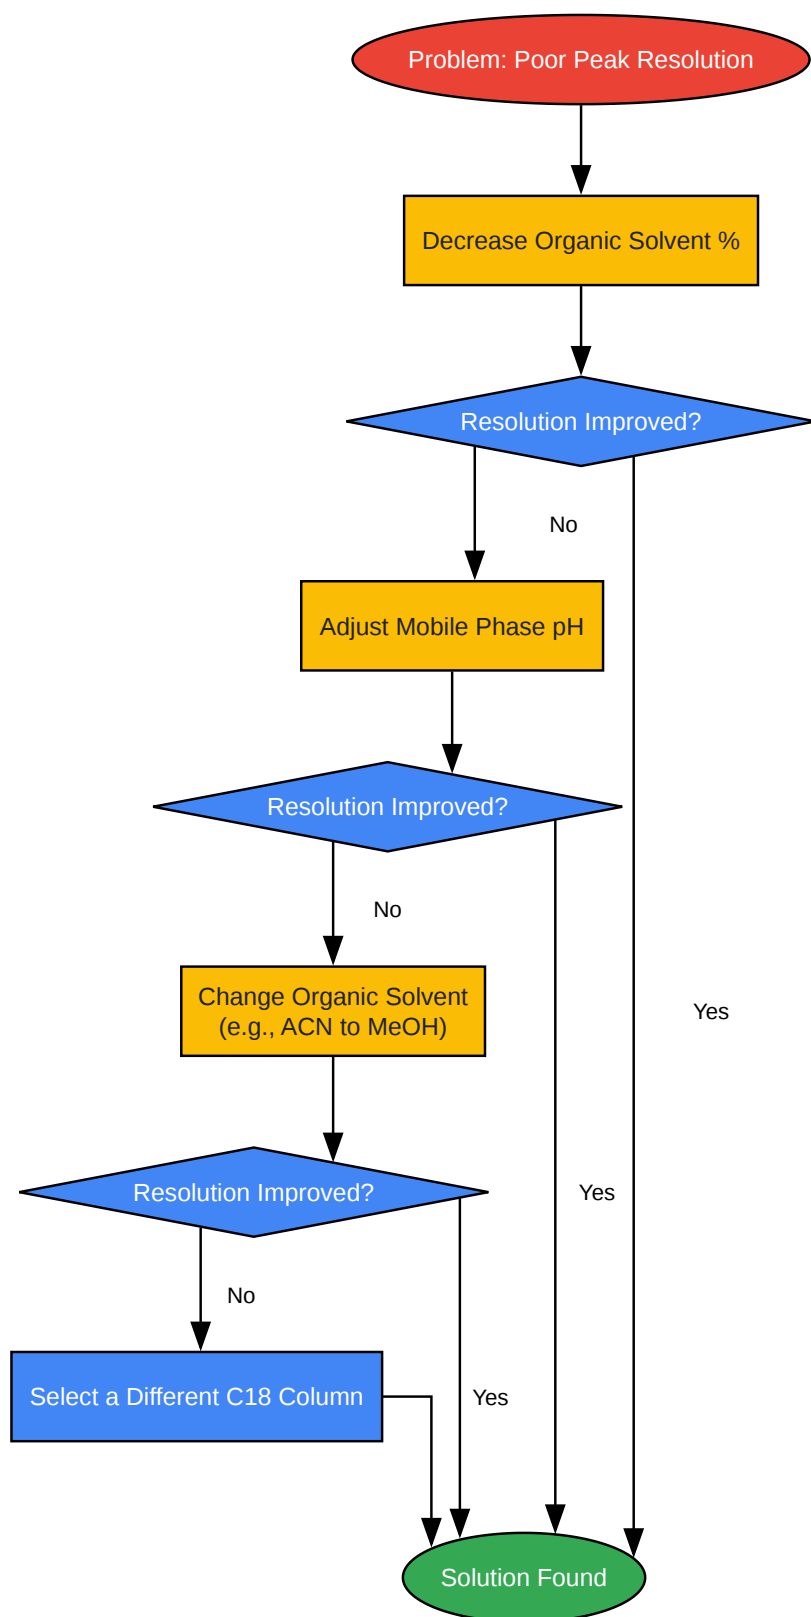 Problem: Poor Peak Resolution
Decrease Organic Solvent %
Resolution Improved?
No
Adjust Mobile Phase pH
Resolution Improved?
No
Change Organic Solvent
(e.g., ACN to MeOH)
Yes
Resolution Improved?
Yes
No
Select a Different C18 Column
Yes
Solution Found